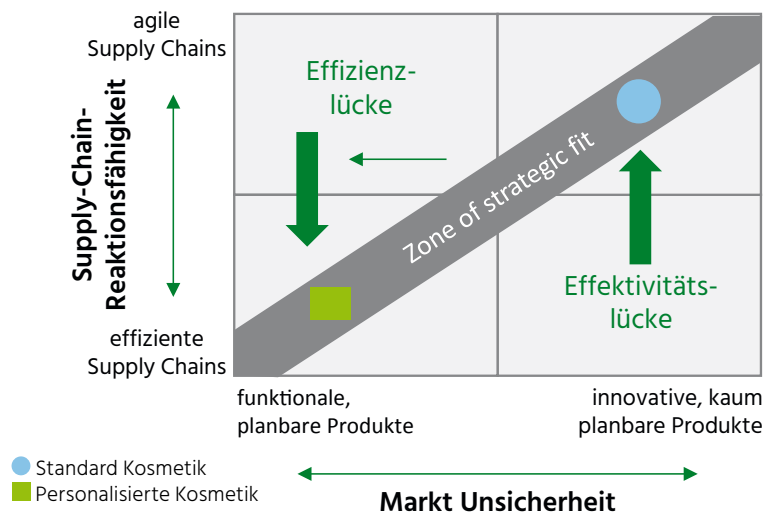 agile
Supply Chains
Supply-Chain-
Reaktionsfähigkeit
effiziente
Supply Chains
Effizienz-
lücke
Zone of strategic fit
Effektivitäts-
lücke
funktionale,
planbare Produkte
innovative, kaum
planbare Produkte
Standard Kosmetik
Personalisierte Kosmetik
Markt Unsicherheit